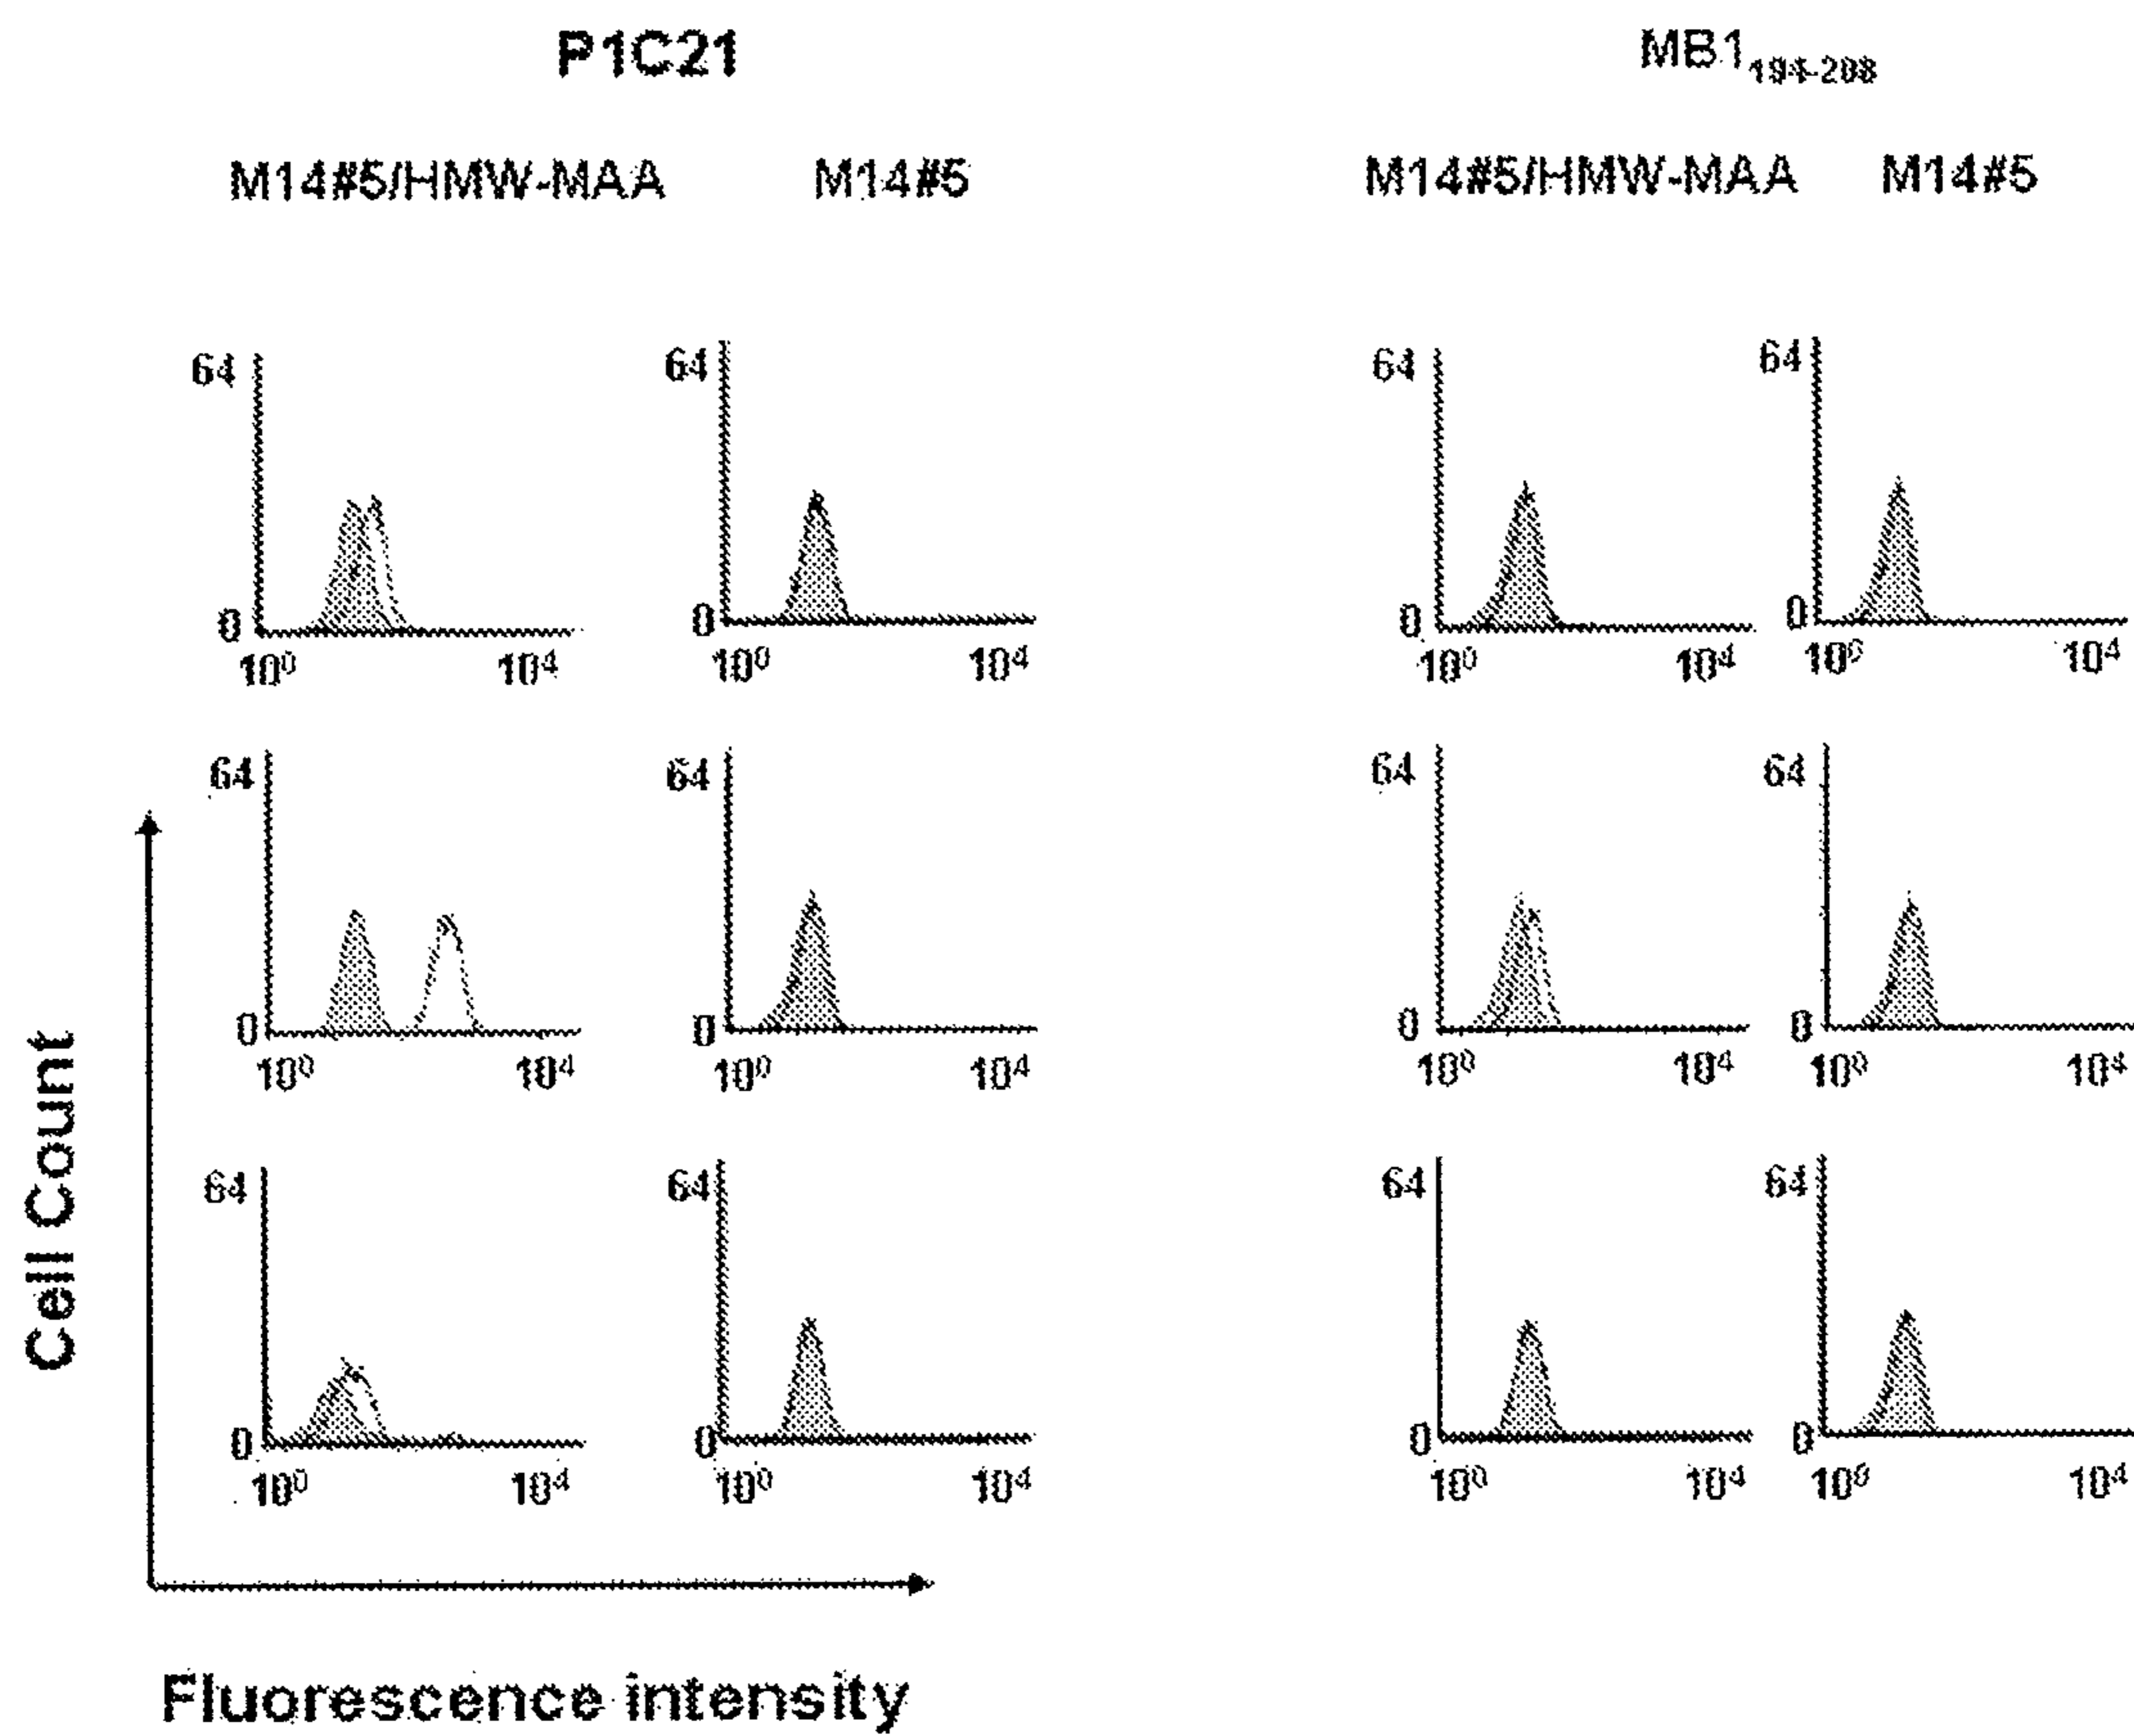 P1C21 MB1₁₉₄₋₂₀₈
M14#5/HMW-MAA M14#5 M14#5/HMW-MAA M14#5
64 64 64 64
0 0 0 0
10⁰ 10⁴ 10⁰ 10⁴ 10⁰ 10⁴ 10⁰ 10⁴
64 64 64 64
0 0 0 0
10⁰ 10⁴ 10⁰ 10⁴ 10⁰ 10⁴ 10⁰ 10⁴
64 64 64 64
0 0 0 0
10⁰ 10⁴ 10⁰ 10⁴ 10⁰ 10⁴ 10⁰ 10⁴
Cell Count
Fluorescence intensity